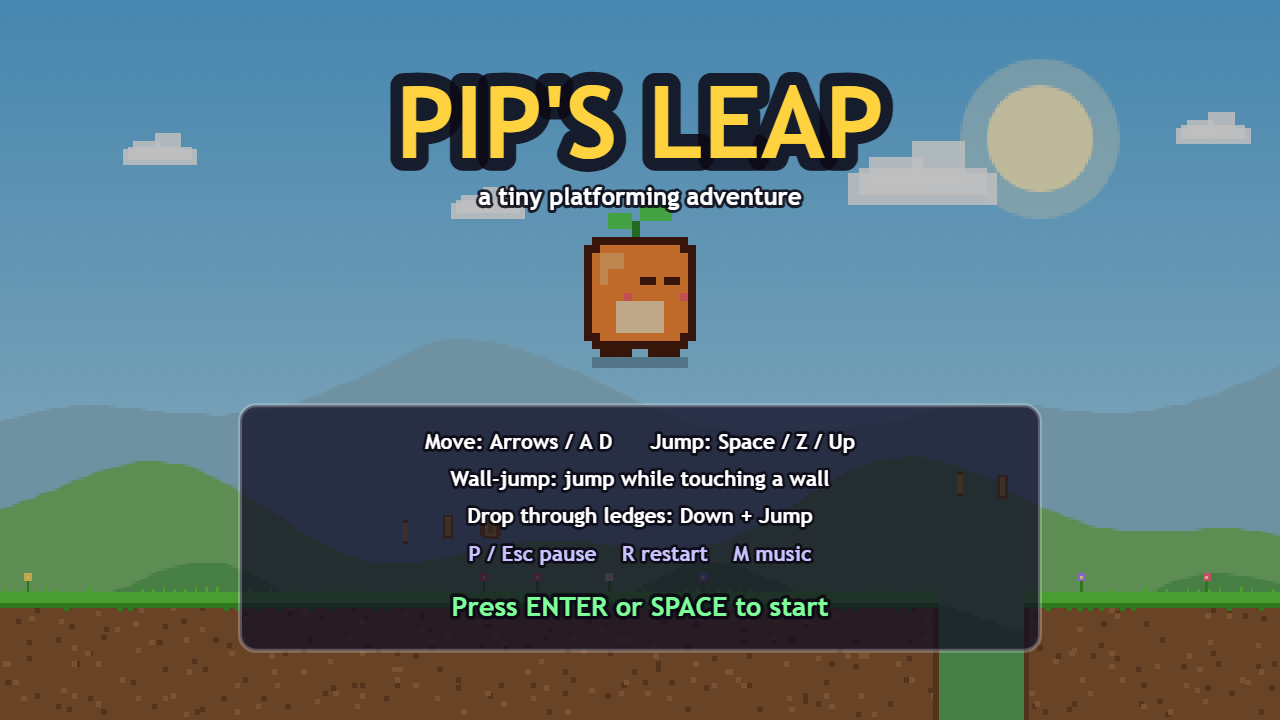 PIP'S LEAP
a tiny platforming adventure
Move: Arrows / A D Jump: Space / Z / Up
Wall-jump: jump while touching a wall
Drop through ledges: Down + Jump
P / Esc pause R restart M music
Press ENTER or SPACE to start